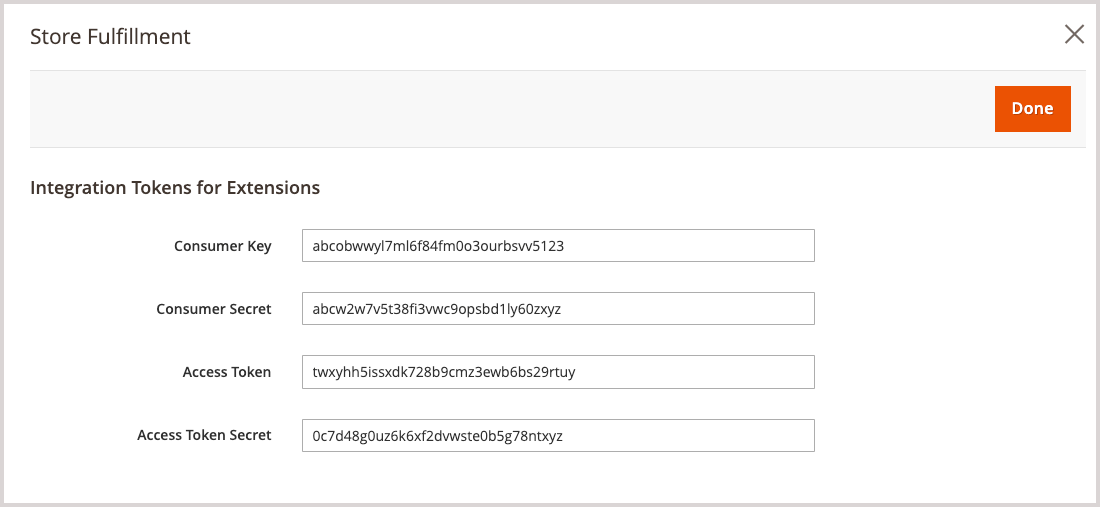 Store Fulfillment
Done
Integration Tokens for Extensions
Consumer Key
abcobwwyl7ml6f84fm0o3ourbsvv5123
Consumer Secret
abcw2w7v5t38fi3vwc9opsbd1ly60zxyz
Access Token
twxyhh5issxdk728b9cmz3ewb6bs29rtuy
Access Token Secret
0c7d48g0uz6k6xf2dvwste0b5g78ntxyz